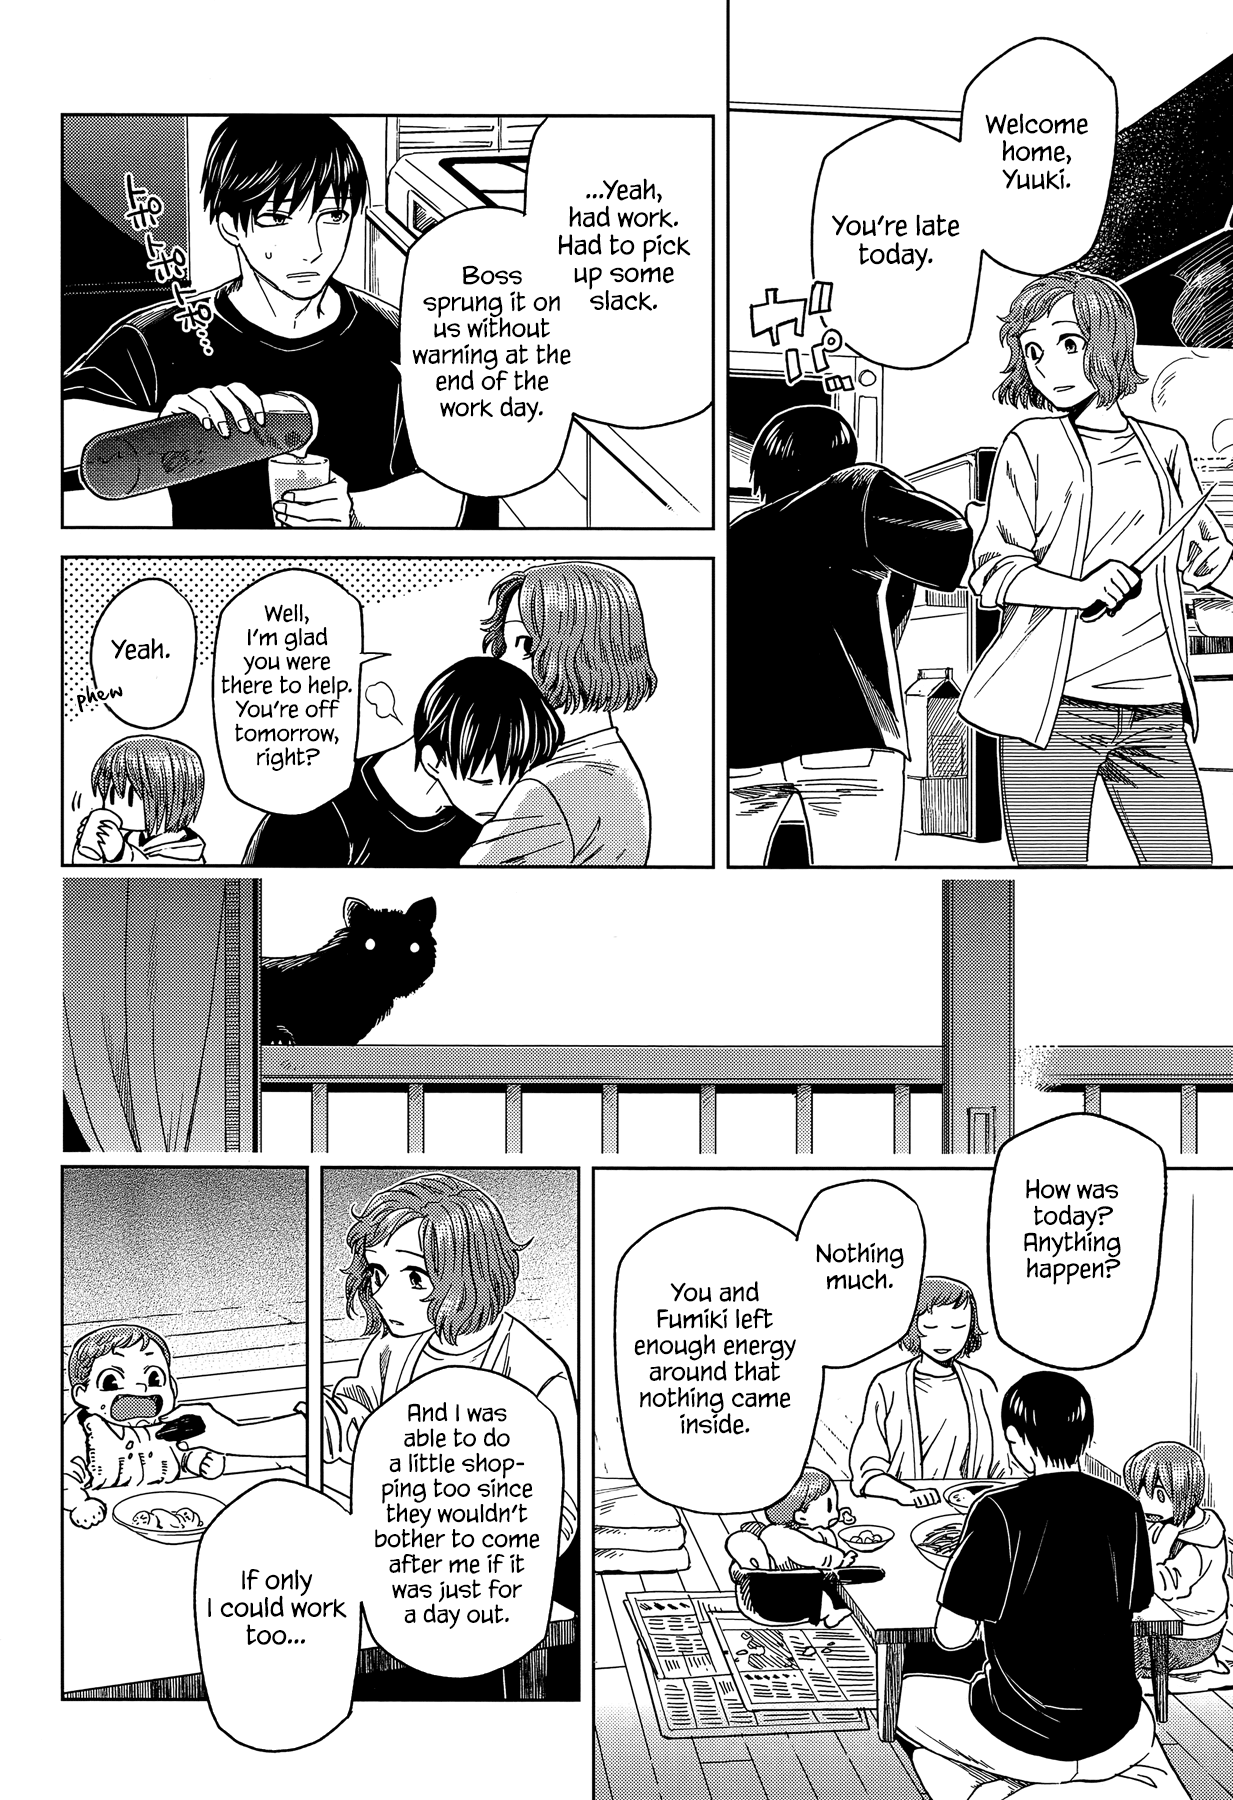 Welcome
home,
Yuuki.
You're late
today.
ガパッ
...Yeah,
had work.
Had to pick
up some
slack.
Boss
sprung it on
us without
warning at the
end of the
work day.
Well,
I'm glad
you were
there to help.
You're off
tomorrow,
right?
Yeah.
phew
How was
today?
Anything
happen?
Nothing
much.
You and
Fumiki left
enough energy
around that
nothing came
inside.
And I was
able to do
a little shop-
ping too since
they wouldn't
bother to come
after me if it
was just for
a day out.
If only
I could work
too...